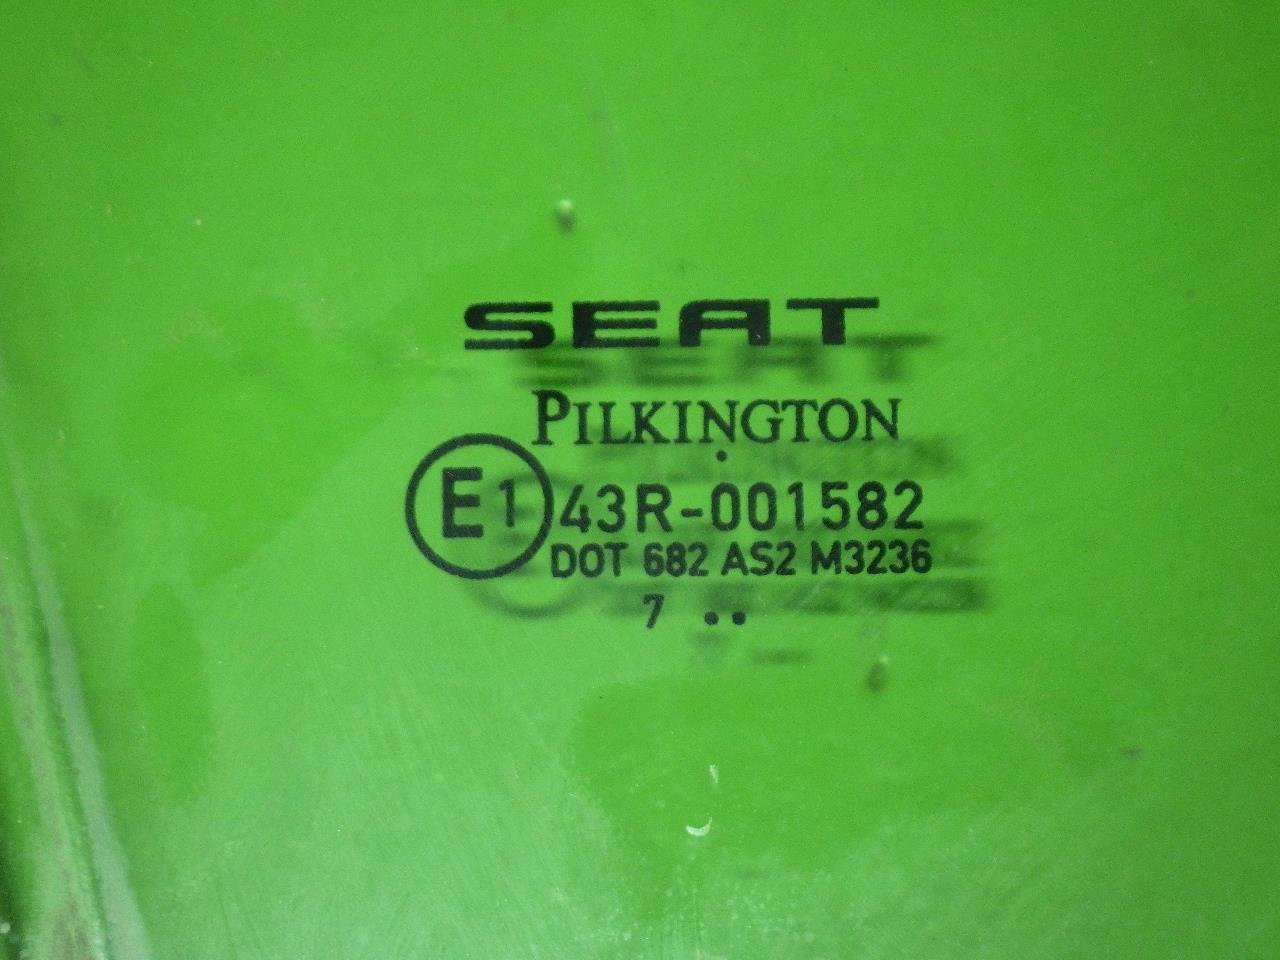 SEAT
PILKINGTON
E1 43R-001582
DOT 682 AS2 M3236
7 ..